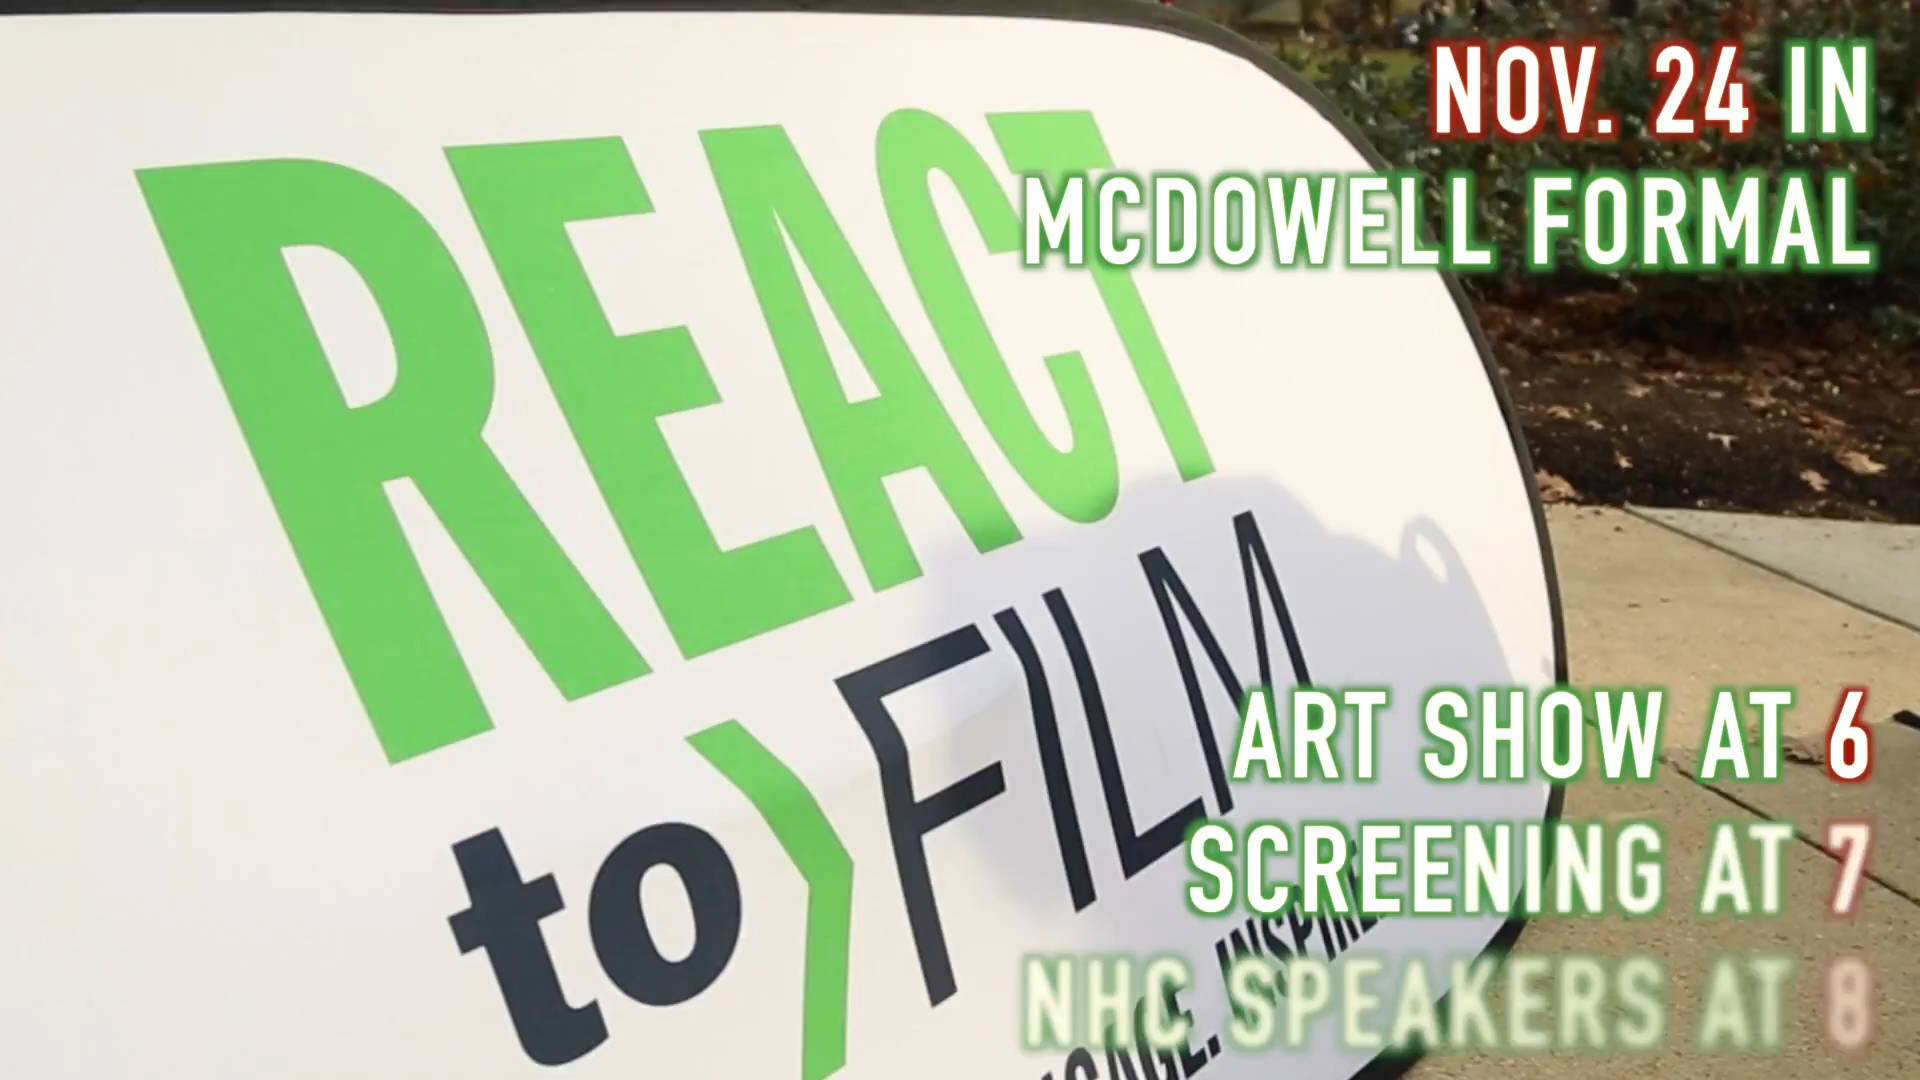 NOV. 24 IN
MCDOWELL FORMAL
REACT
to FILM
INSPIRE.
ART SHOW AT 6
SCREENING AT 7
NHC SPEAKERS AT 8